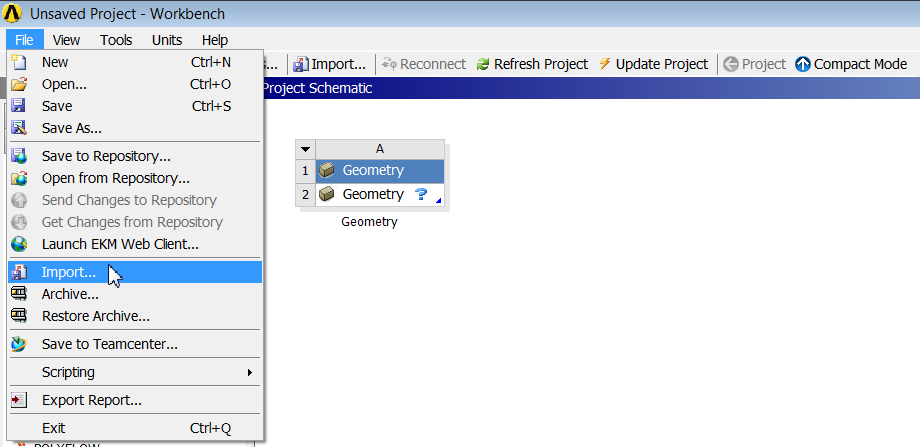 Unsaved Project - Workbench
File View Tools Units Help
New Ctrl+N
Open... Ctrl+O
Save Ctrl+S
Save As...
Save to Repository...
Open from Repository...
Send Changes to Repository
Get Changes from Repository
Launch EKM Web Client...
Import...
Archive...
Restore Archive...
Save to Teamcenter...
Scripting
Export Report...
Exit Ctrl+Q
Import... Reconnect Refresh Project Update Project Project Compact Mode
Project Schematic
A
1 Geometry
2 Geometry ?
Geometry